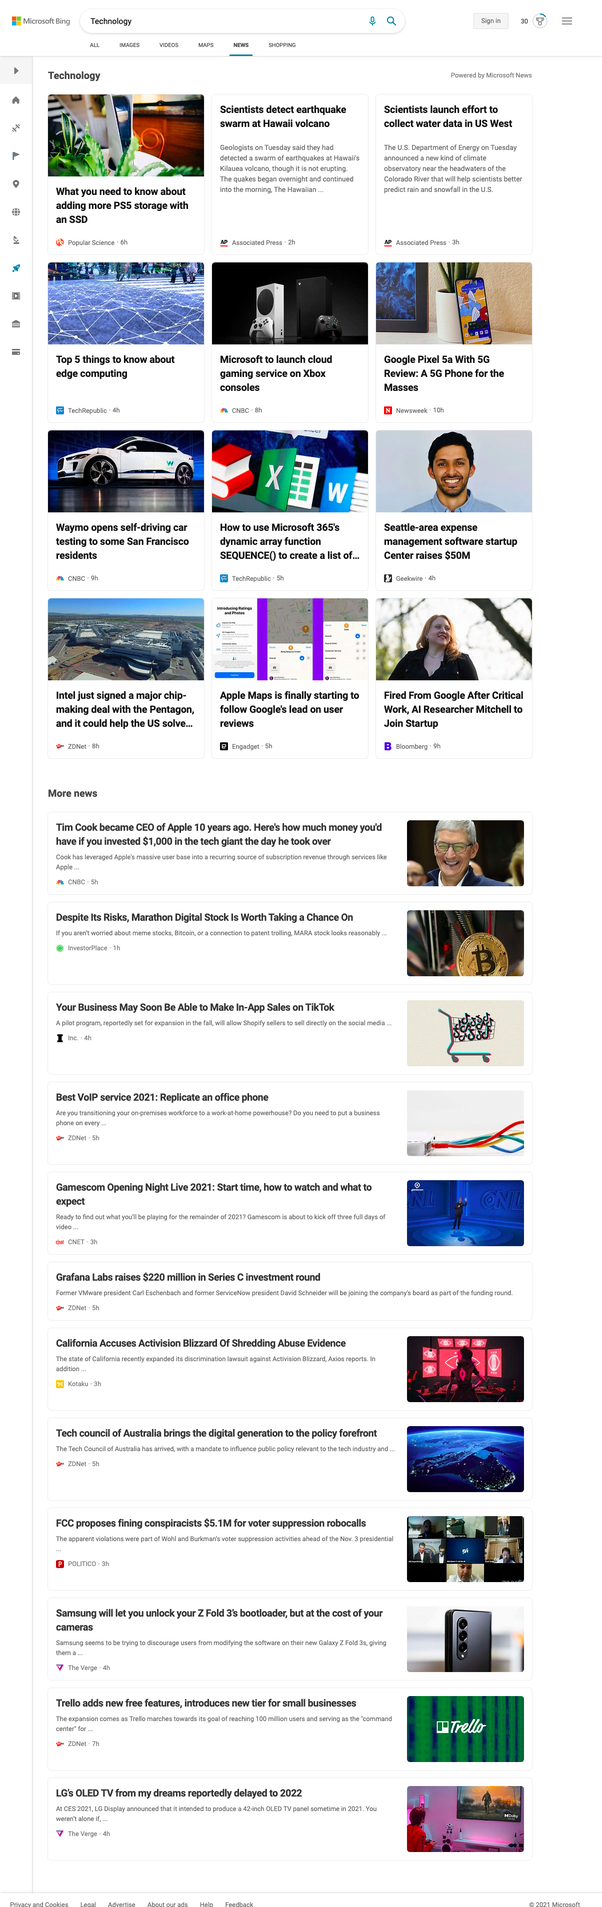 Microsoft Bing
Technology
Sign in
30
ALL
IMAGES
VIDEOS
MAPS
NEWS
SHOPPING
Technology
Powered by Microsoft News
What you need to know about
adding more PS5 storage with
an SSD
Popular Science · 6h
Scientists detect earthquake
swarm at Hawaii volcano
Geologists on Tuesday said they had
detected a swarm of earthquakes at Hawaii's
Kilauea volcano, though it is not erupting.
The quakes began overnight and continued
into the morning, The Hawaiian ...
AP Associated Press · 2h
Scientists launch effort to
collect water data in US West
The U.S. Department of Energy on Tuesday
announced a new kind of climate
observatory near the headwaters of the
Colorado River that will help scientists better
predict rain and snowfall in the U.S.
AP Associated Press · 3h
Top 5 things to know about
edge computing
TechRepublic · 4h
Microsoft to launch cloud
gaming service on Xbox
consoles
CNBC · 8h
Google Pixel 5a With 5G
Review: A 5G Phone for the
Masses
N Newsweek · 10h
Waymo opens self-driving car
testing to some San Francisco
residents
CNBC · 9h
X
W
How to use Microsoft 365's
dynamic array function
SEQUENCE() to create a list of...
TechRepublic · 5h
Seattle-area expense
management software startup
Center raises $50M
Geekwire · 4h
Intel just signed a major chip-
making deal with the Pentagon,
and it could help the US solve...
ZDNet · 8h
Introducing Ratings
and Photos
Apple Maps is finally starting to
follow Google's lead on user
reviews
Engadget · 5h
Fired From Google After Critical
Work, AI Researcher Mitchell to
Join Startup
B Bloomberg · 9h
More news
Tim Cook became CEO of Apple 10 years ago. Here's how much money you'd
have if you invested $1,000 in the tech giant the day he took over
Cook has leveraged Apple's massive user base into a recurring source of subscription revenue through services like
Apple ...
CNBC · 5h
Despite Its Risks, Marathon Digital Stock Is Worth Taking a Chance On
If you aren't worried about meme stocks, Bitcoin, or a connection to patent trolling, MARA stock looks reasonably ...
InvestorPlace · 1h
Your Business May Soon Be Able to Make In-App Sales on TikTok
A pilot program, reportedly set for expansion in the fall, will allow Shopify sellers to sell directly on the social media ...
Inc. · 4h
Best VoIP service 2021: Replicate an office phone
Are you transitioning your on-premises workforce to a work-at-home powerhouse? Do you need to put a business
phone on every ...
ZDNet · 5h
Gamescom Opening Night Live 2021: Start time, how to watch and what to
expect
Ready to find out what you'll be playing for the remainder of 2021? Gamescom is about to kick off three full days of
video ...
CNET · 3h
Grafana Labs raises $220 million in Series C investment round
Former VMware president Carl Eschenbach and former ServiceNow president David Schneider will be joining the company's board as part of the funding round.
ZDNet · 5h
California Accuses Activision Blizzard Of Shredding Abuse Evidence
The state of California recently expanded its discrimination lawsuit against Activision Blizzard, Axios reports. In
addition ...
Kotaku · 3h
Tech council of Australia brings the digital generation to the policy forefront
The Tech Council of Australia has arrived, with a mandate to influence public policy relevant to the tech industry and ...
ZDNet · 5h
FCC proposes fining conspiracists $5.1M for voter suppression robocalls
The apparent violations were part of Wohl and Burkman's voter suppression activities ahead of the Nov. 3 presidential
...
P POLITICO · 3h
Samsung will let you unlock your Z Fold 3's bootloader, but at the cost of your
cameras
Samsung seems to be trying to discourage users from modifying the software on their new Galaxy Z Fold 3s, giving
them a ...
The Verge · 4h
Trello adds new free features, introduces new tier for small businesses
The expansion comes as Trello marches towards its goal of reaching 100 million users and serving as the "command
center" for ...
ZDNet · 7h
Trello
LG's OLED TV from my dreams reportedly delayed to 2022
At CES 2021, LG Display announced that it intended to produce a 42-inch OLED TV panel sometime in 2021. You
weren't alone if, ...
The Verge · 4h
Privacy and Cookies
Legal
Advertise
About our ads
Help
Feedback
© 2021 Microsoft